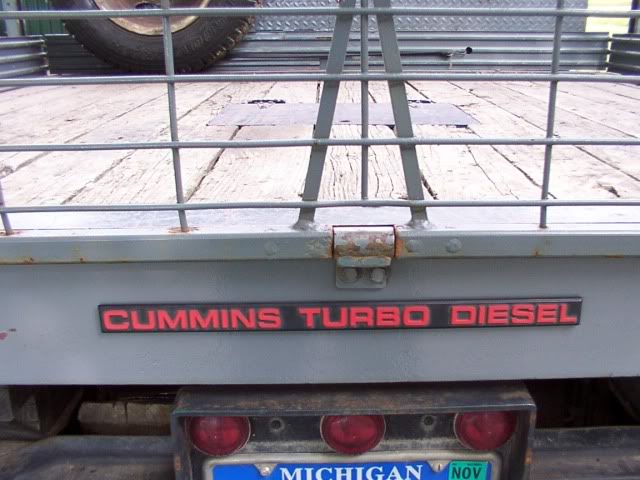 CUMMINS TURBO DIESEL
MICHIGAN
NOV